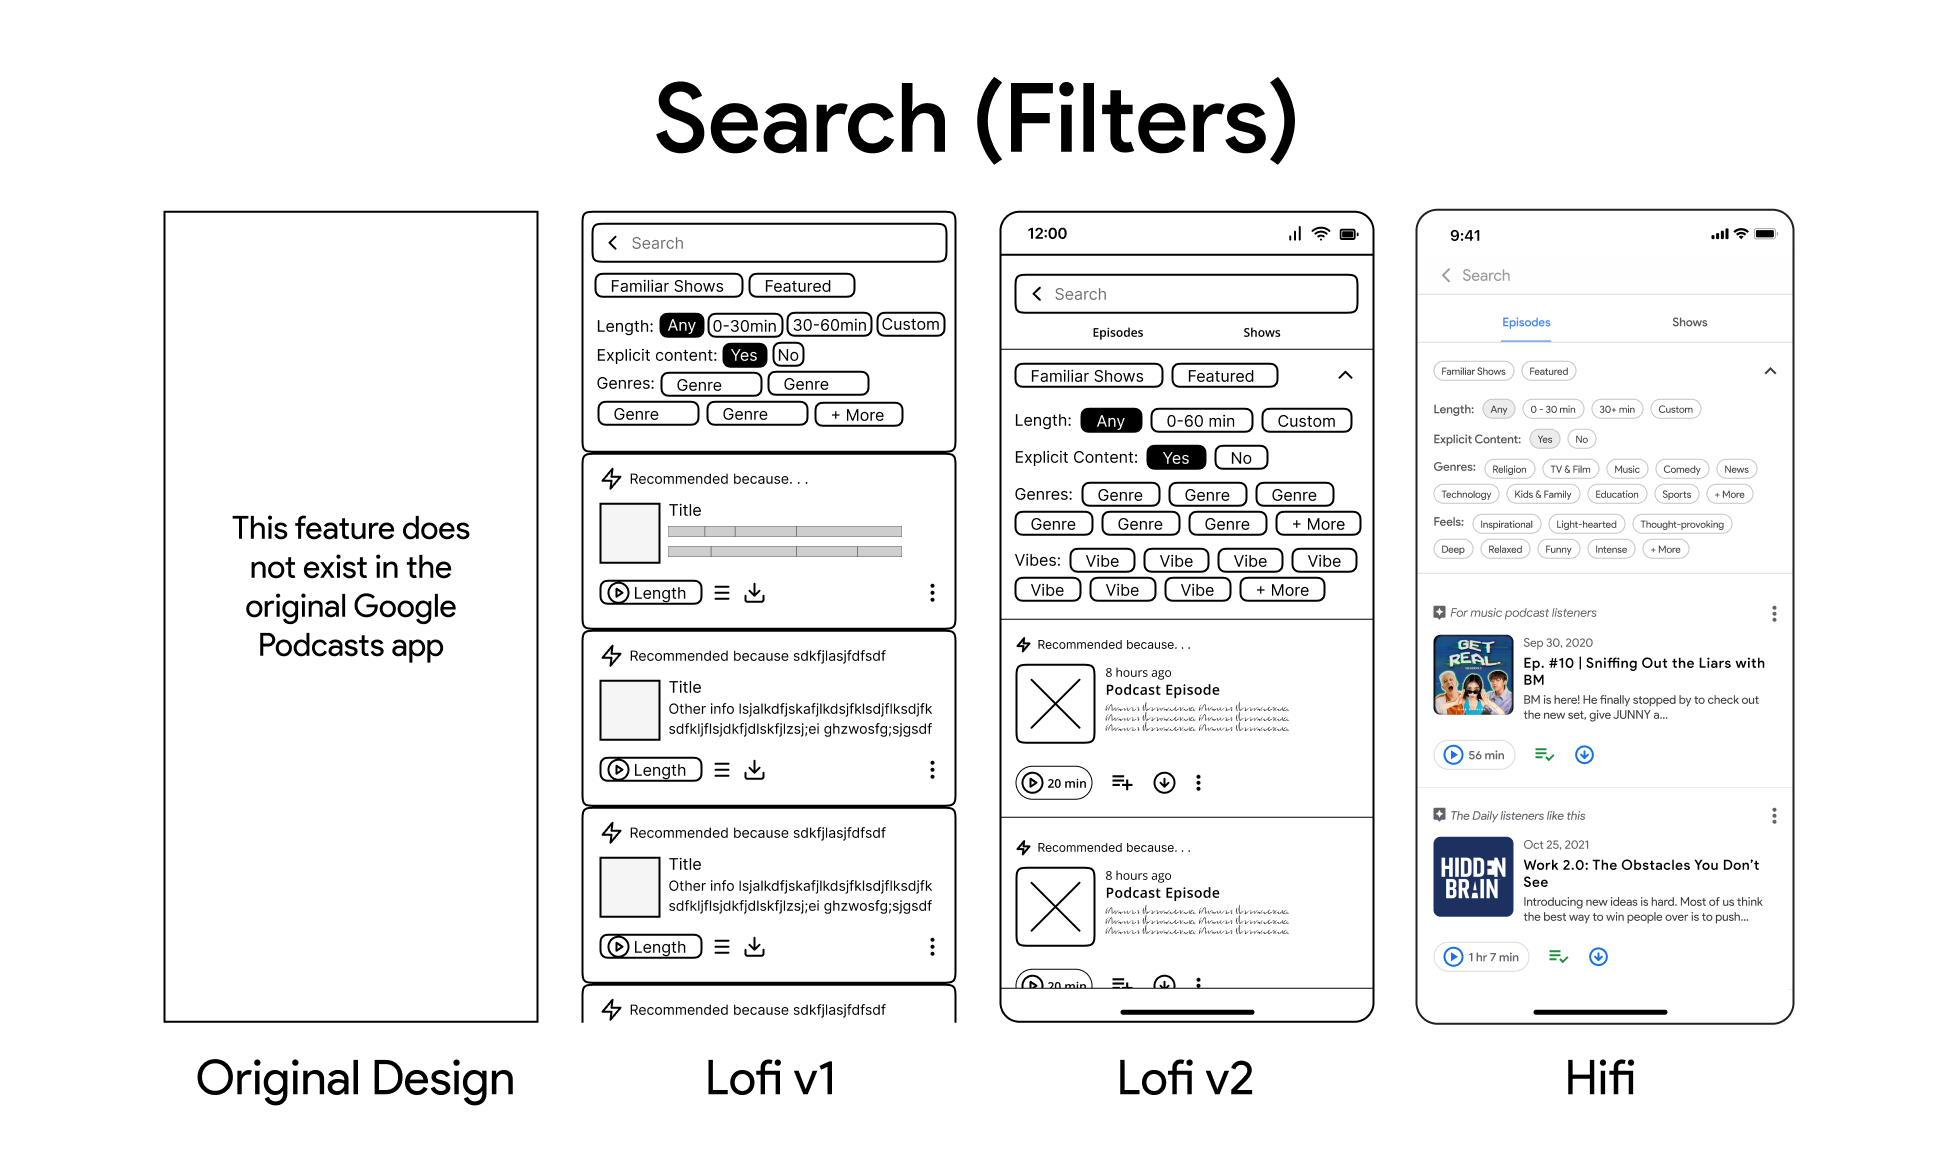 Search (Filters)
This feature does
not exist in the
original Google
Podcasts app
Original Design
Search
Familiar Shows Featured
Length: Any 0-30min 30-60min Custom
Explicit content: Yes No
Genres: Genre Genre
Genre Genre + More
Recommended because. . .
Title
Length
Recommended because sdkfjlasjfdfsdf
Title
Other info lsjalkdfjskafjlkdsjfklsdjflksdjfk
sdfkljflsjdkfjdlskfjlzsj;ei ghzwosfg;sjgsdf
Length
Recommended because sdkfjlasjfdfsdf
Title
Other info lsjalkdfjskafjlkdsjfklsdjflksdjfk
sdfkljflsjdkfjdlskfjlzsj;ei ghzwosfg;sjgsdf
Length
Recommended because sdkfjlasjfdfsdf
Lofi v1
12:00
Search
Episodes Shows
Familiar Shows Featured
Length: Any 0-60 min Custom
Explicit Content: Yes No
Genres: Genre Genre Genre
Genre Genre Genre + More
Vibes: Vibe Vibe Vibe Vibe
Vibe Vibe Vibe + More
Recommended because. . .
8 hours ago
Podcast Episode
20 min
Recommended because. . .
8 hours ago
Podcast Episode
20 min
Lofi v2
9:41
Search
Episodes Shows
Familiar Shows Featured
Length: Any 0 - 30 min 30+ min Custom
Explicit Content: Yes No
Genres: Religion TV & Film Music Comedy News
Technology Kids & Family Education Sports + More
Feels: Inspirational Light-hearted Thought-provoking
Deep Relaxed Funny Intense + More
For music podcast listeners
GET
REAL
Sep 30, 2020
Ep. #10 | Sniffing Out the Liars with
BM
BM is here! He finally stopped by to check out
the new set, give JUNNY a...
56 min
The Daily listeners like this
HIDDEN
BRAIN
Oct 25, 2021
Work 2.0: The Obstacles You Don't
See
Introducing new ideas is hard. Most of us think
the best way to win people over is to push...
1 hr 7 min
Hifi